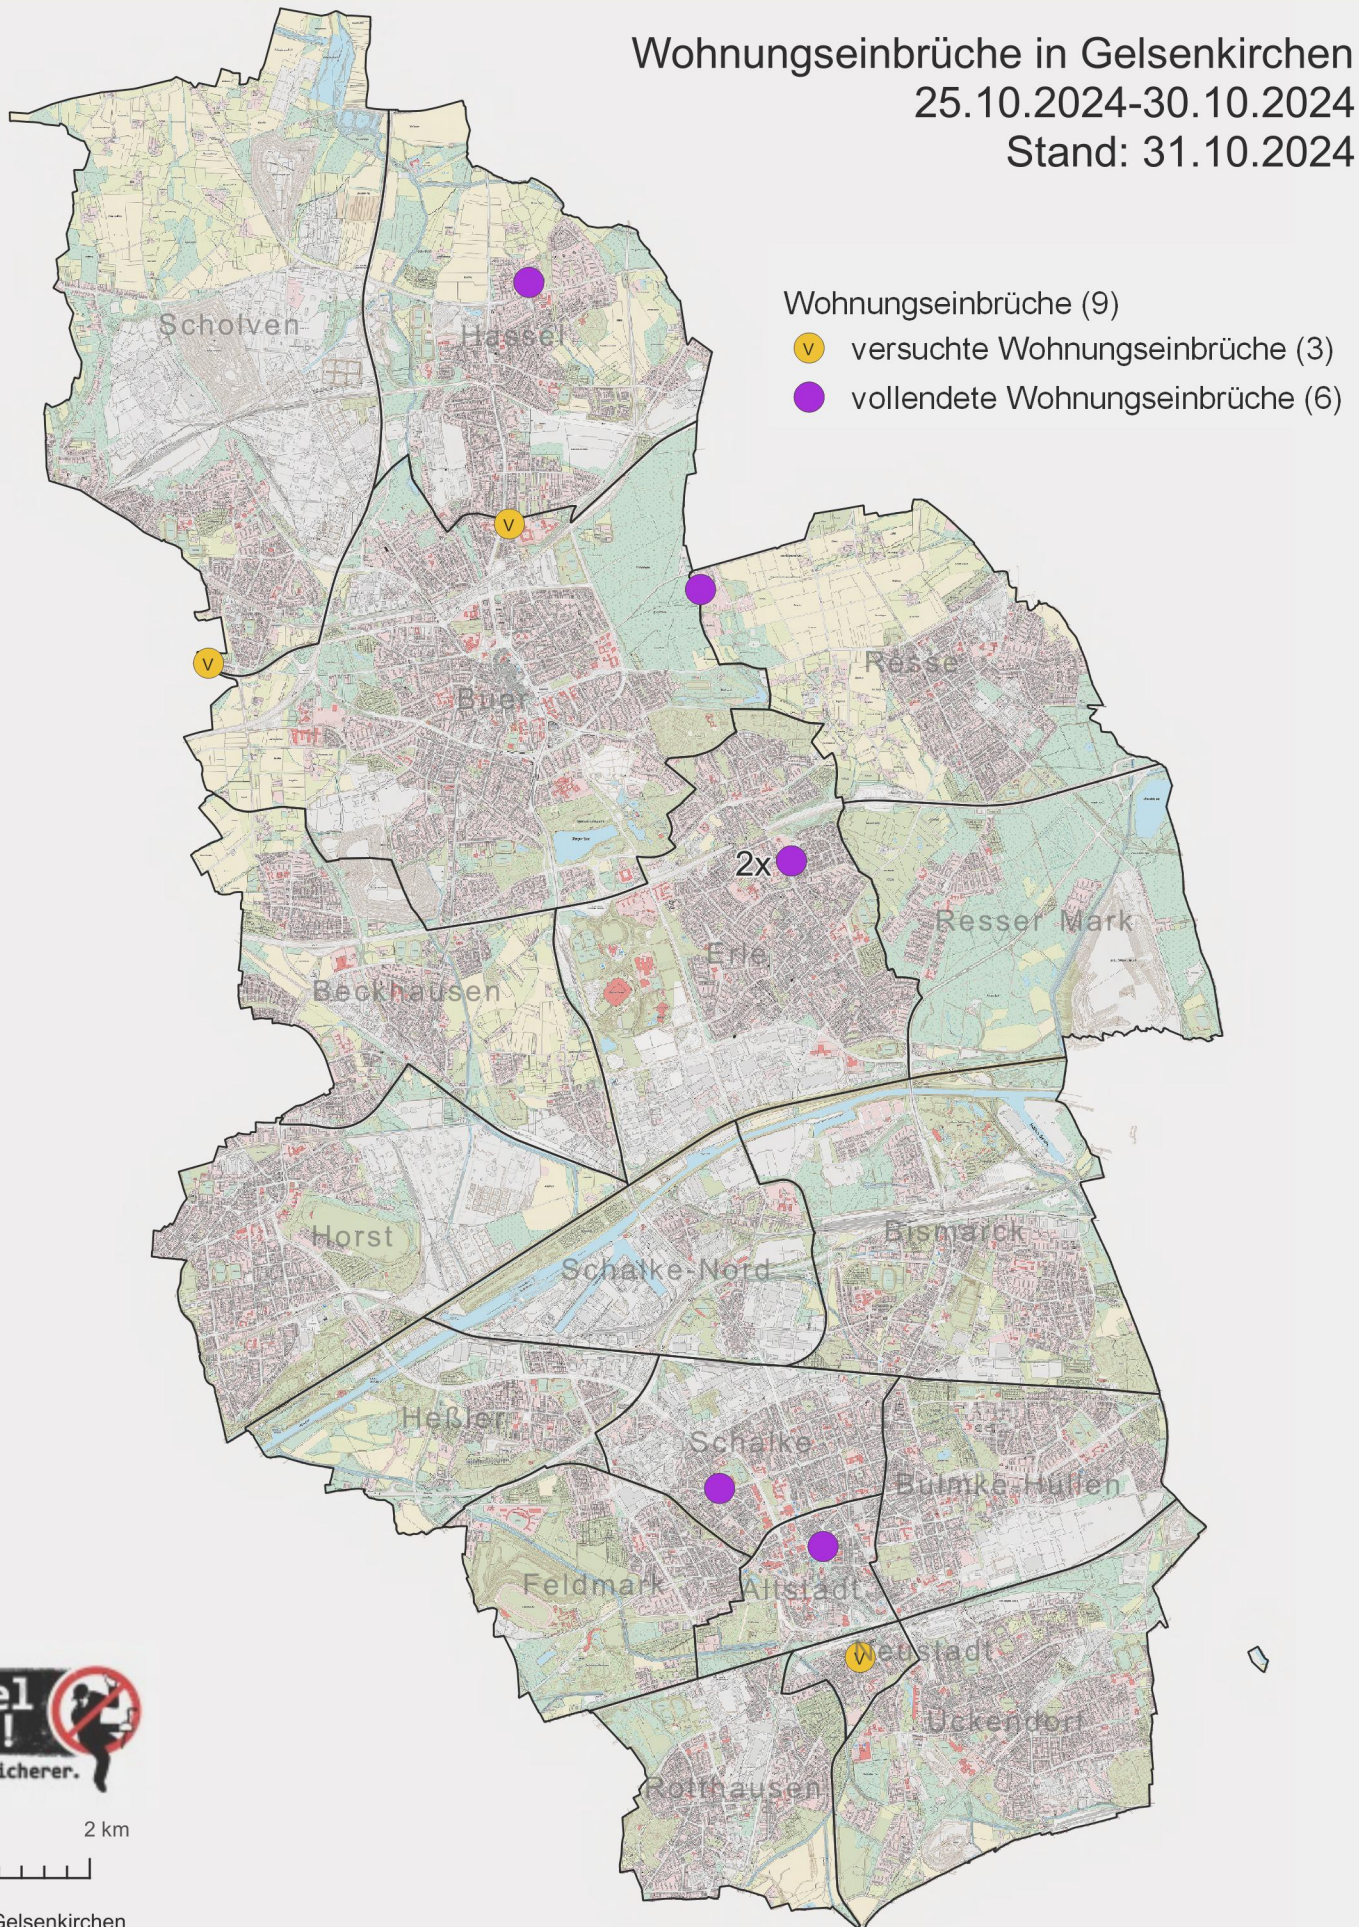 Wohnungseinbrüche in Gelsenkirchen
25.10.2024-30.10.2024
Stand: 31.10.2024
Wohnungseinbrüche (9)
v versuchte Wohnungseinbrüche (3)
vollendete Wohnungseinbrüche (6)
Scholven
Hassel
v
v
Resse
Buer
2x
Resser Mark
Erle
Beckhausen
Horst
Bismarck
Schalke-Nord
Heßler
Schalke
Bulmke-Hüllen
Feldmark
Altstadt
v
Neustadt
Ückendorf
Rotthausen
el
!
icherer.
2 km
Gelsenkirchen